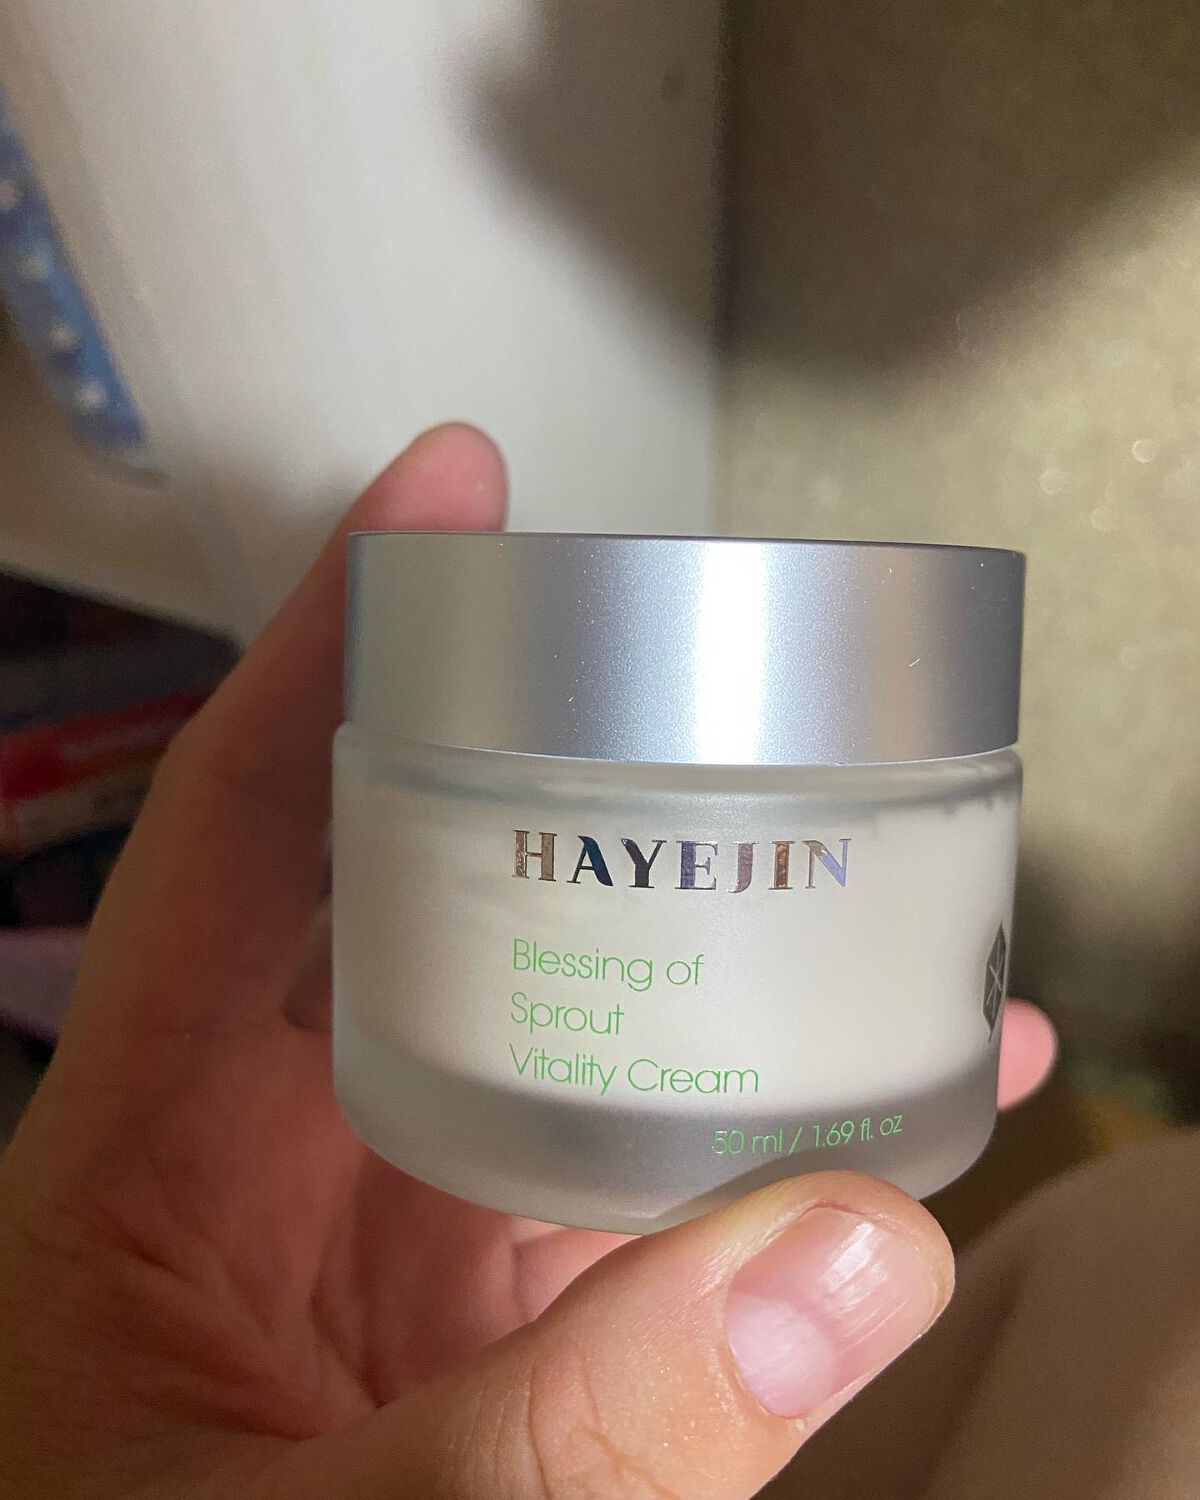 HAYEJIN
Blessing of
Sprout
Vitality Cream
50 ml / 1.69 fl. oz